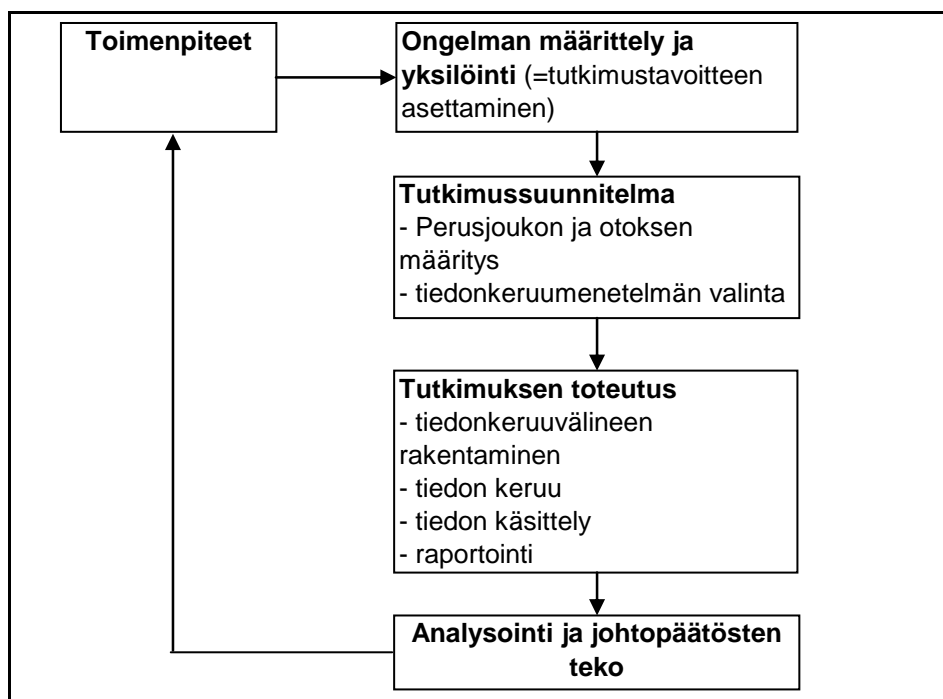 Toimenpiteet
Ongelman määrittely ja
yksilöinti (=tutkimustavoitteen
asettaminen)
Tutkimussuunnitelma
- Perusjoukon ja otoksen
määritys
- tiedonkeruumenetelmän valinta
Tutkimuksen toteutus
- tiedonkeruuvälineen
rakentaminen
- tiedon keruu
- tiedon käsittely
- raportointi
Analysointi ja johtopäätösten
teko